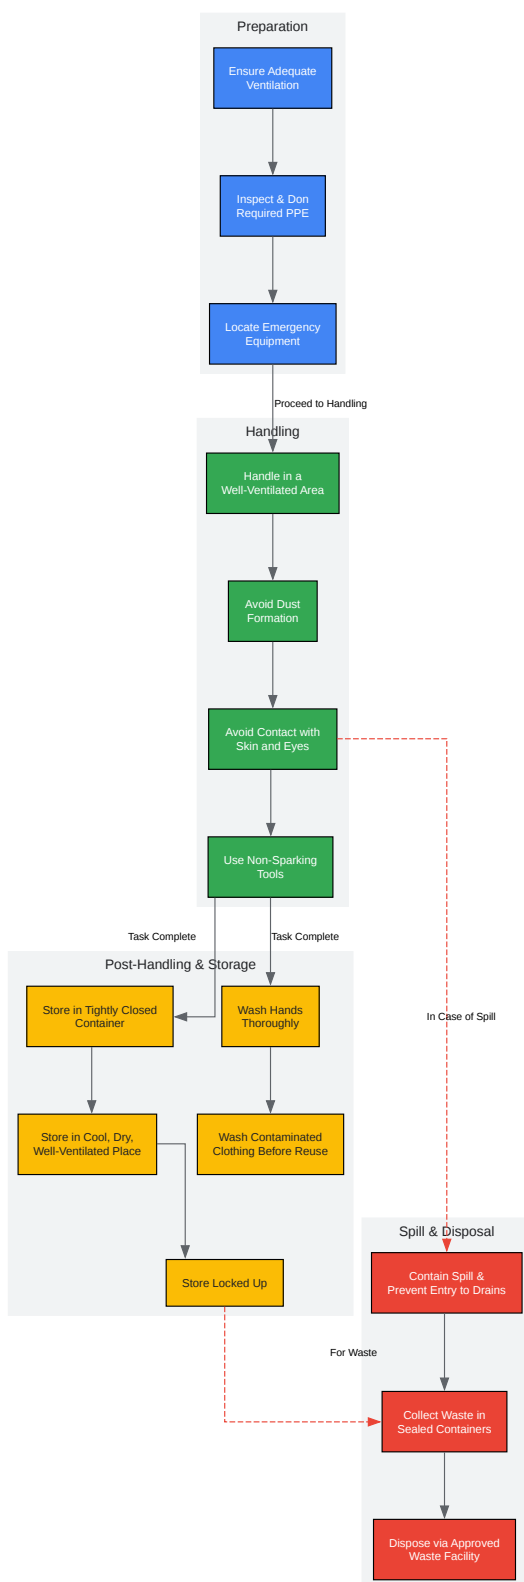 Preparation
Ensure Adequate
Ventilation
Inspect & Don
Required PPE
Locate Emergency
Equipment
Proceed to Handling
Handling
Handle in a
Well-Ventilated Area
Avoid Dust
Formation
Avoid Contact with
Skin and Eyes
Use Non-Sparking
Tools
Task Complete
Task Complete
Post-Handling & Storage
Store in Tightly Closed
Container
Wash Hands
Thoroughly
In Case of Spill
Store in Cool, Dry,
Well-Ventilated Place
Wash Contaminated
Clothing Before Reuse
Store Locked Up
Spill & Disposal
Contain Spill &
Prevent Entry to Drains
For Waste
Collect Waste in
Sealed Containers
Dispose via Approved
Waste Facility